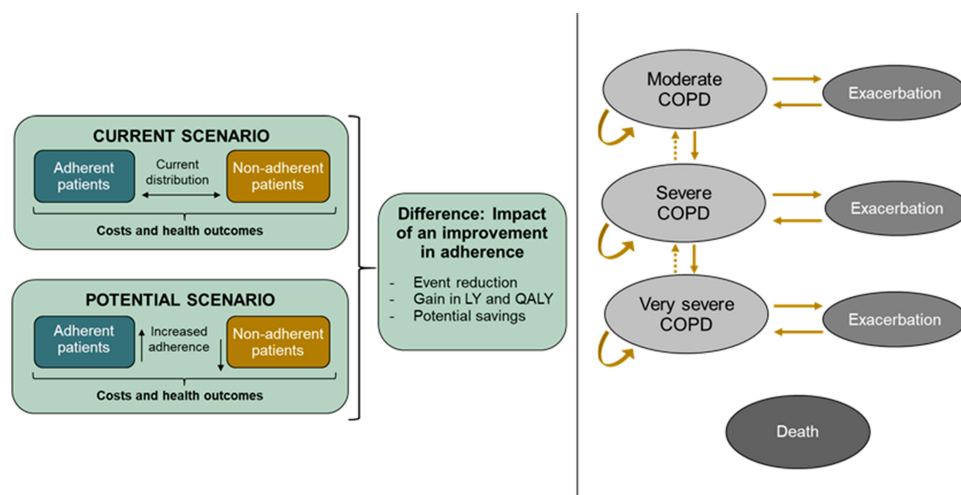 CURRENT SCENARIO
Adherent
patients
Current
distribution
Non-adherent
patients
Costs and health outcomes
POTENTIAL SCENARIO
Adherent
patients
Increased
adherence
Non-adherent
patients
Costs and health outcomes
Difference: Impact
of an improvement
in adherence
- Event reduction
- Gain in LY and QALY
- Potential savings
Moderate
COPD
Exacerbation
Severe
COPD
Exacerbation
Very severe
COPD
Exacerbation
Death